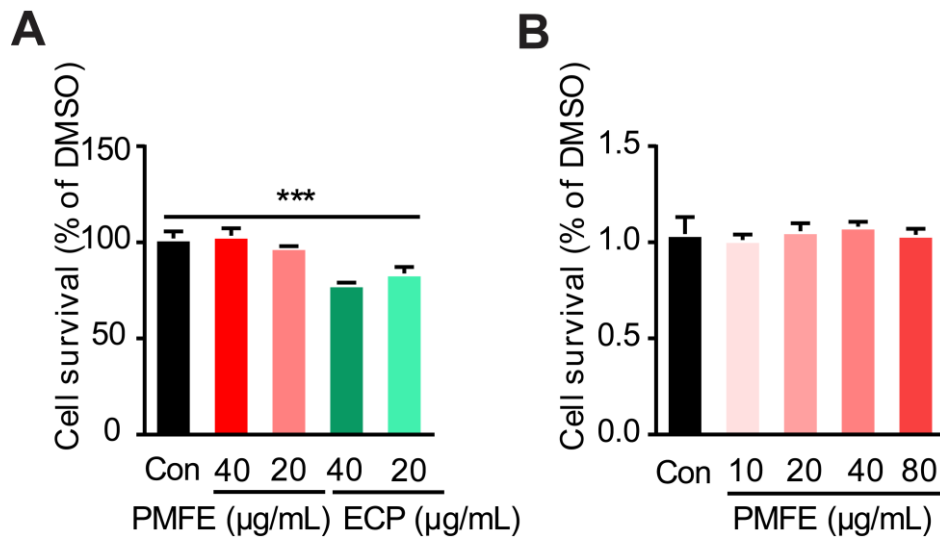 A
Cell survival (% of DMSO)
150
100
50
0
***
Con 40 20 40 20
PMFE (µg/mL) ECP (µg/mL)
B
Cell survival (% of DMSO)
1.5
1.0
0.5
0.0
Con 10 20 40 80
PMFE (µg/mL)